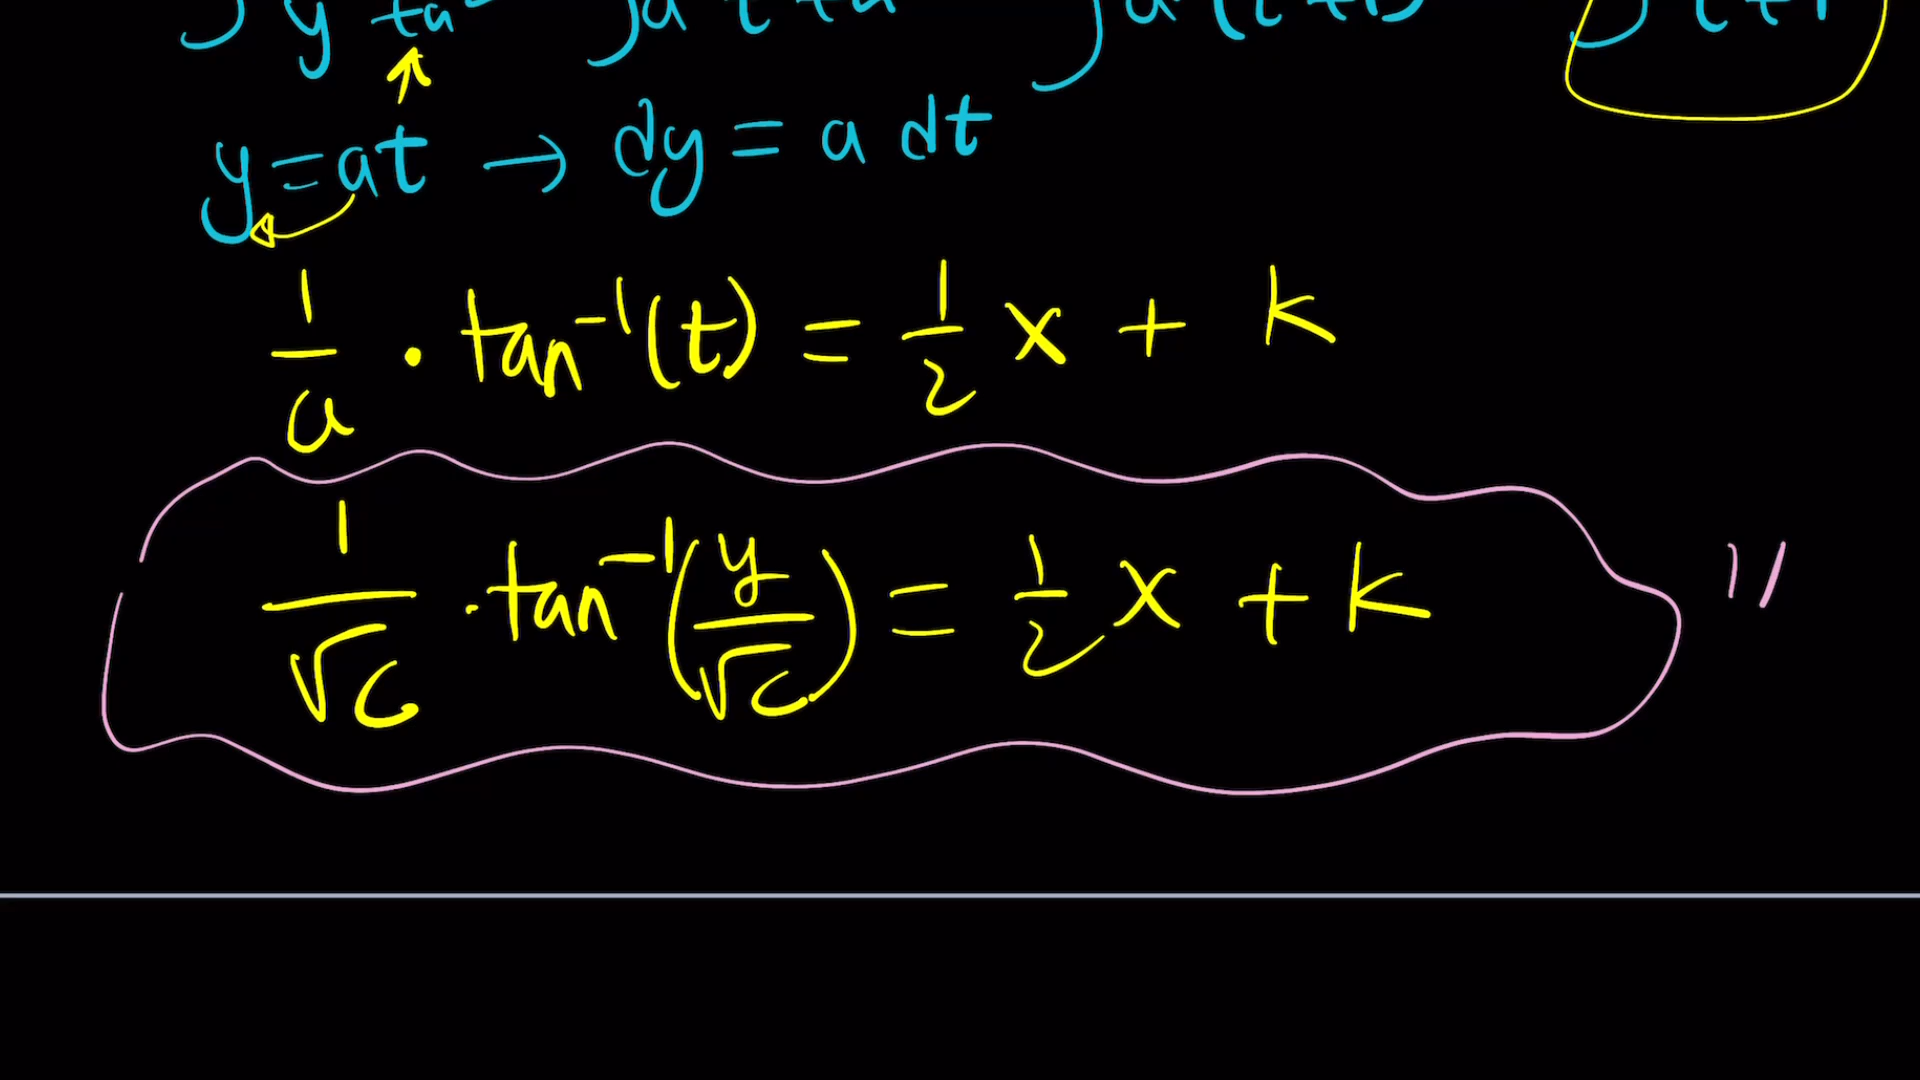 y=at → dy = a dt
1/a · tan⁻¹(t) = 1/2 x + k
1/√c · tan⁻¹(y/√c) = 1/2 x + k